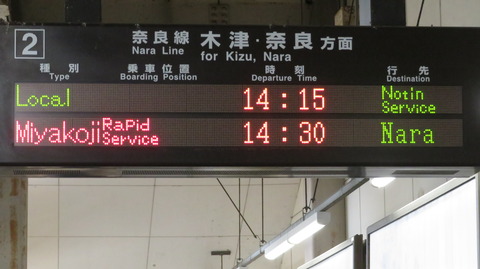 2 奈良線 木津・奈良方面
Nara Line for Kizu, Nara
種別 乗車位置 時刻 行先
Type Boarding Position Departure Time Destination
Local 14:15 Notin Service
Miyakoji Rapid Service 14:30 Nara